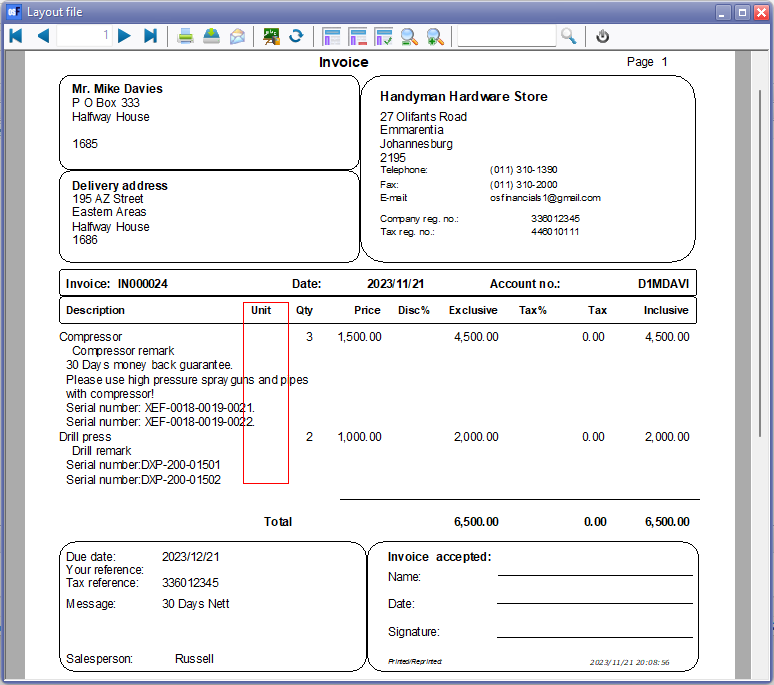 Layout file
1
Invoice Page 1
Mr. Mike Davies
P O Box 333
Halfway House
1685
Handyman Hardware Store
27 Olifants Road
Emmarentia
Johannesburg
2195
Telephone: (011) 310-1390
Fax: (011) 310-2000
E-mail osfinancials1@gmail.com
Company reg. no.: 336012345
Tax reg. no.: 446010111
Delivery address
195 AZ Street
Eastern Areas
Halfway House
1686
Invoice: IN000024 Date: 2023/11/21 Account no.: D1MDAVI
Description Unit Qty Price Disc% Exclusive Tax% Tax Inclusive
Compressor 3 1,500.00 4,500.00 0.00 4,500.00
Compressor remark
30 Days money back guarantee.
Please use high pressure spray guns and pipes
with compressor!
Serial number: XEF-0018-0019-0021.
Serial number: XEF-0018-0019-0022.
Drill press 2 1,000.00 2,000.00 0.00 2,000.00
Drill remark
Serial number:DXP-200-01501
Serial number:DXP-200-01502
Total 6,500.00 0.00 6,500.00
Due date: 2023/12/21
Your reference:
Tax reference: 336012345
Message: 30 Days Nett
Salesperson: Russell
Invoice accepted:
Name:
Date:
Signature:
Printed/Reprinted: 2023/11/21 20:08:56